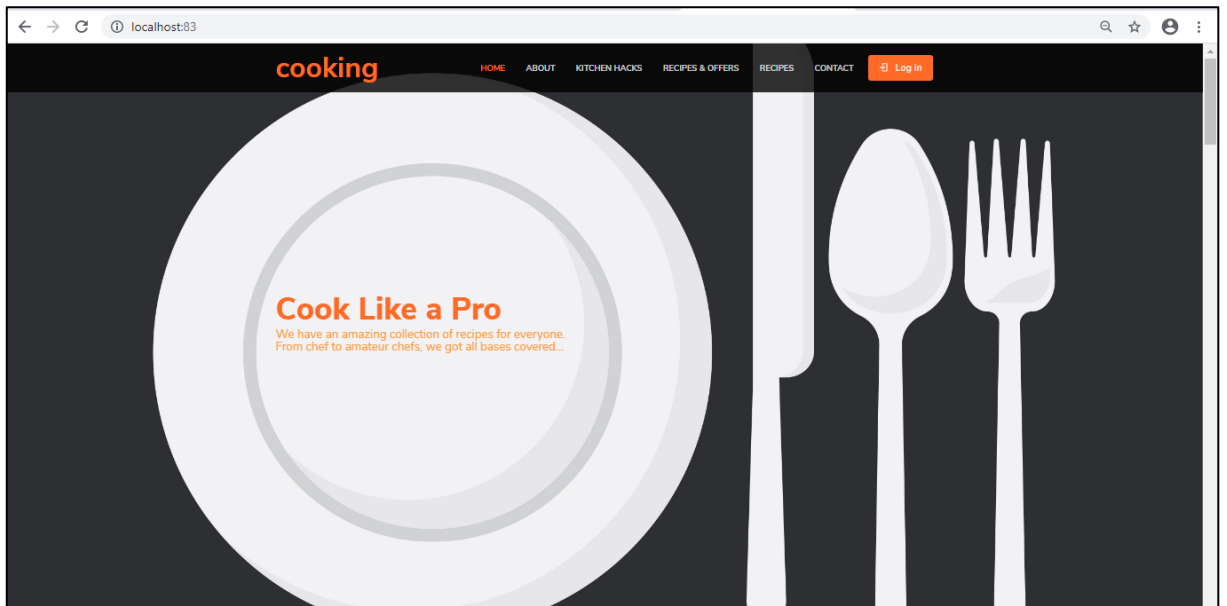 localhost:83
cooking HOME ABOUT KITCHEN HACKS RECIPES & OFFERS RECIPES CONTACT Log In
Cook Like a Pro
We have an amazing collection of recipes for everyone.
From chef to amateur chefs, we got all bases covered...